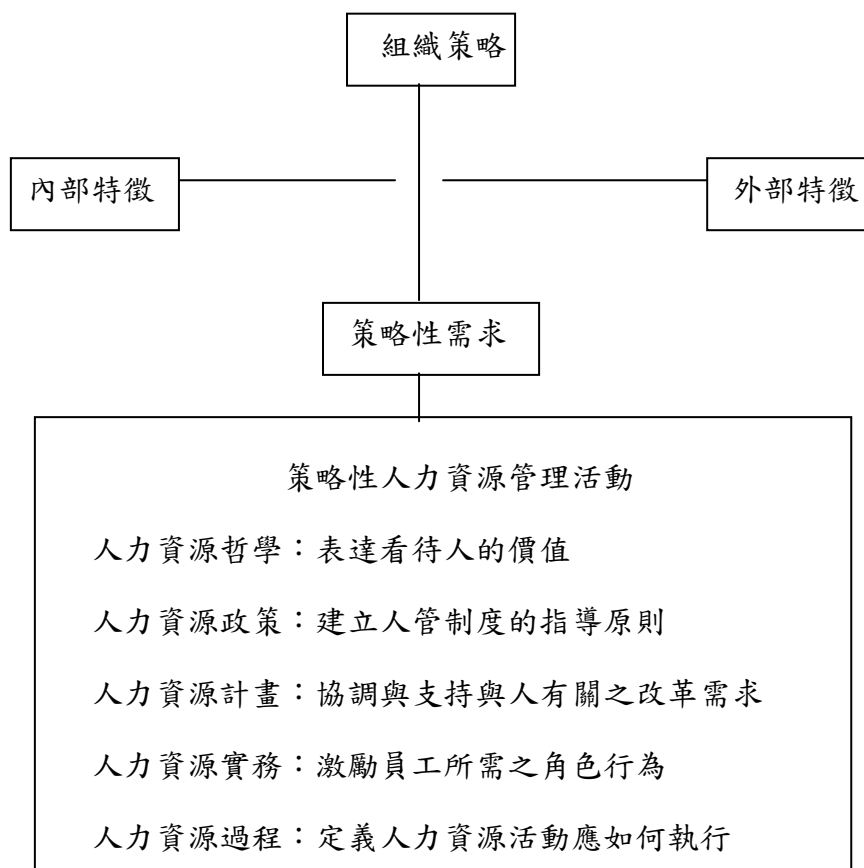 組織策略
內部特徵
外部特徵
策略性需求
策略性人力資源管理活動
人力資源哲學：表達看待人的價值
人力資源政策：建立人管制度的指導原則
人力資源計畫：協調與支持與人有關之改革需求
人力資源實務：激勵員工所需之角色行為
人力資源過程：定義人力資源活動應如何執行